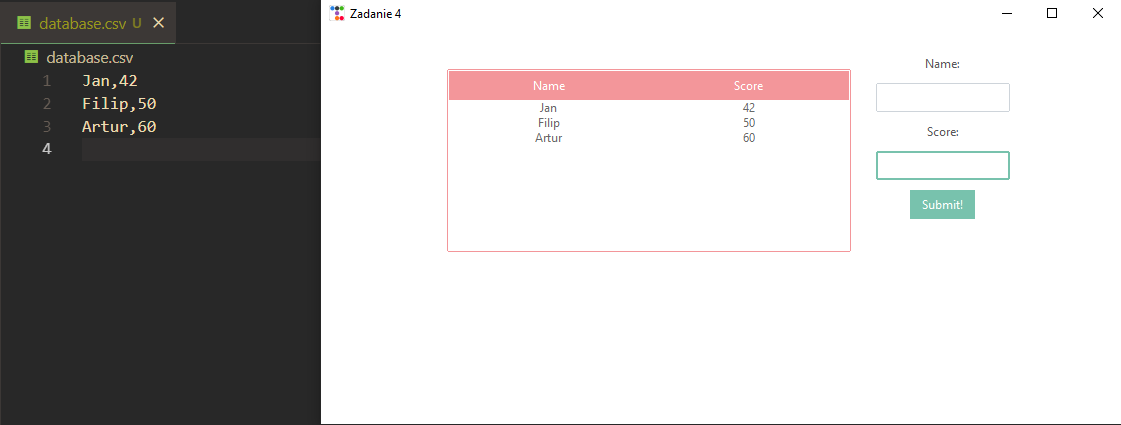 database.csv U
database.csv
1 Jan,42
2 Filip,50
3 Artur,60
4
Zadanie 4
Name Score
Jan 42
Filip 50
Artur 60
Name:
Score:
Submit!